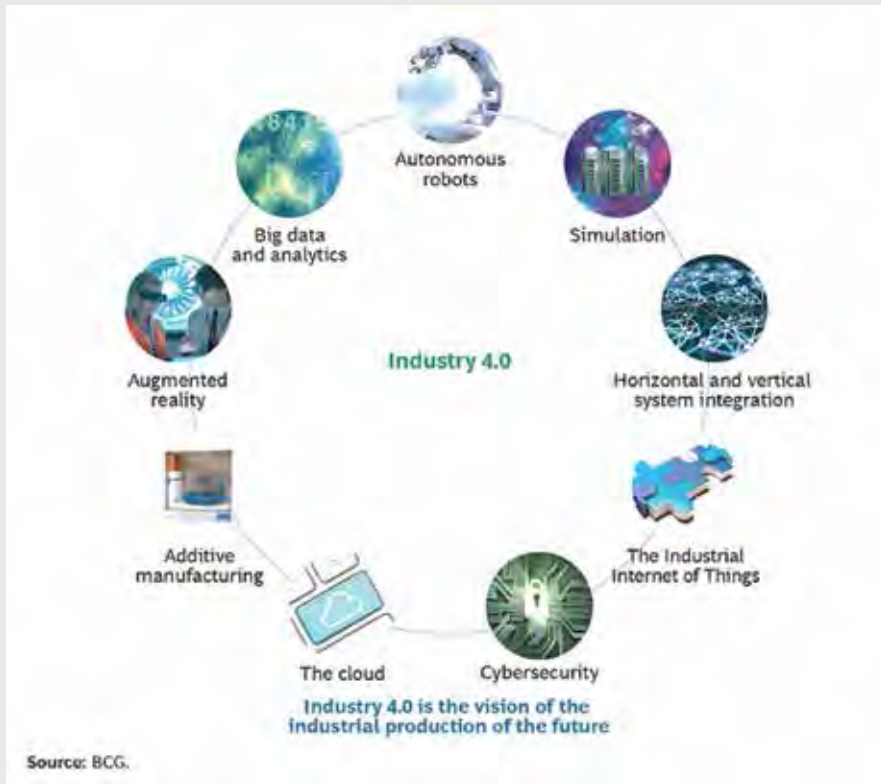 Autonomous
robots
Big data
and analytics
Simulation
Augmented
reality
Industry 4.0
Horizontal and vertical
system integration
Additive
manufacturing
The Industrial
Internet of Things
The cloud
Cybersecurity
Industry 4.0 is the vision of the
industrial production of the future
Source: BCG.